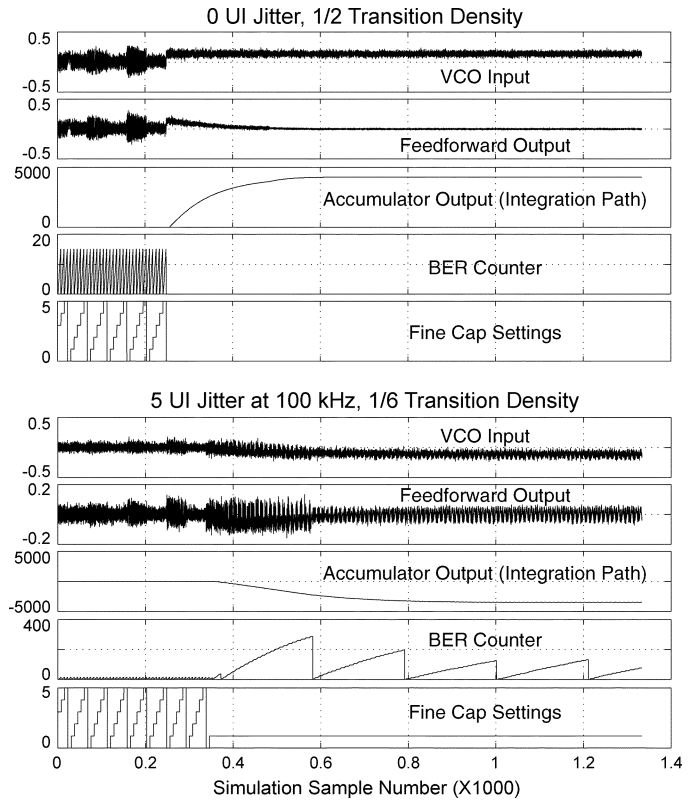 0 UI Jitter, 1/2 Transition Density
0.5
VCO Input
-0.5
0.5
Feedforward Output
-0.5
5000
Accumulator Output (Integration Path)
0
20
BER Counter
0
5
Fine Cap Settings
0
5 UI Jitter at 100 kHz, 1/6 Transition Density
0.5
VCO Input
-0.5
0.2
Feedforward Output
-0.2
5000
Accumulator Output (Integration Path)
-5000
400
BER Counter
0
5
Fine Cap Settings
0
0 0.2 0.4 0.6 0.8 1 1.2 1.4
Simulation Sample Number (X1000)